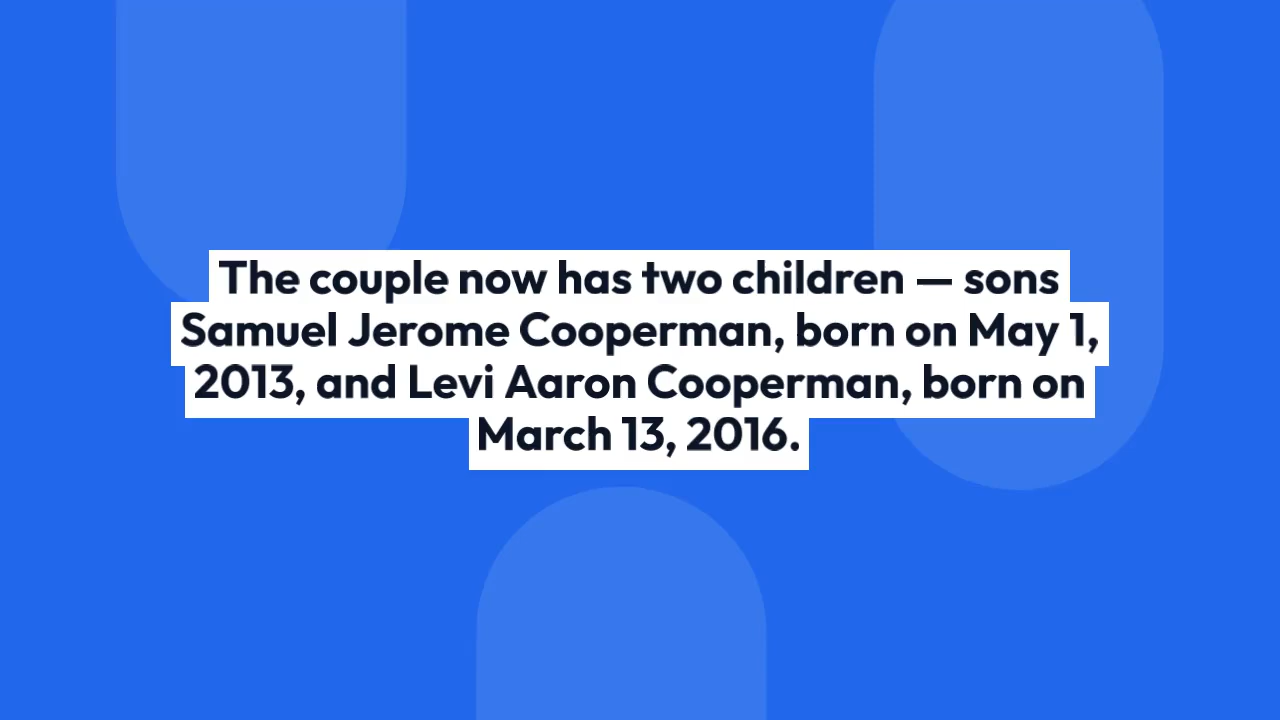 The couple now has two children — sons
Samuel Jerome Cooperman, born on May 1,
2013, and Levi Aaron Cooperman, born on
March 13, 2016.